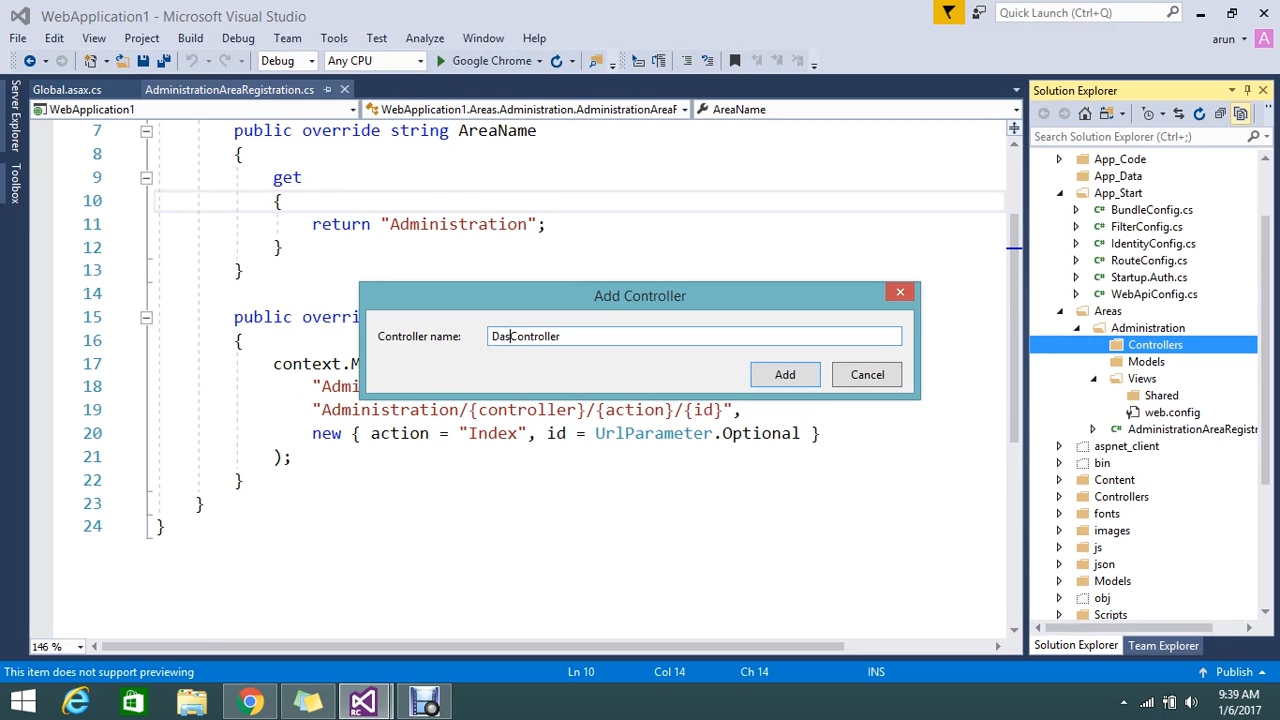 WebApplication1 - Microsoft Visual Studio
Quick Launch (Ctrl+Q)
File Edit View Project Build Debug Team Tools Test Analyze Window Help
arun A
Debug Any CPU Google Chrome
Server Explorer
Toolbox
Global.asax.cs AdministrationAreaRegistration.cs
WebApplication1 WebApplication1.Areas.Administration.AdministrationAreaF AreaName
7 public override string AreaName
8 {
9 get
10 {
11 return "Administration";
12 }
13 }
14
15 public overri
16 {
17 context.M
18 "Admi
19 "Administration/{controller}/{action}/{id}",
20 new { action = "Index", id = UrlParameter.Optional }
21 );
22 }
23 }
24 }
Add Controller
Controller name: DasController
Add Cancel
Solution Explorer
Search Solution Explorer (Ctrl+;)
App_Code
App_Data
App_Start
BundleConfig.cs
FilterConfig.cs
IdentityConfig.cs
RouteConfig.cs
Startup.Auth.cs
WebApiConfig.cs
Areas
Administration
Controllers
Models
Views
Shared
web.config
AdministrationAreaRegistr
aspnet_client
bin
Content
Controllers
fonts
images
js
json
Models
obj
Scripts
146 %
Solution Explorer Team Explorer
This item does not support previewing Ln 10 Col 14 Ch 14 INS Publish
RC
9:39 AM
1/6/2017